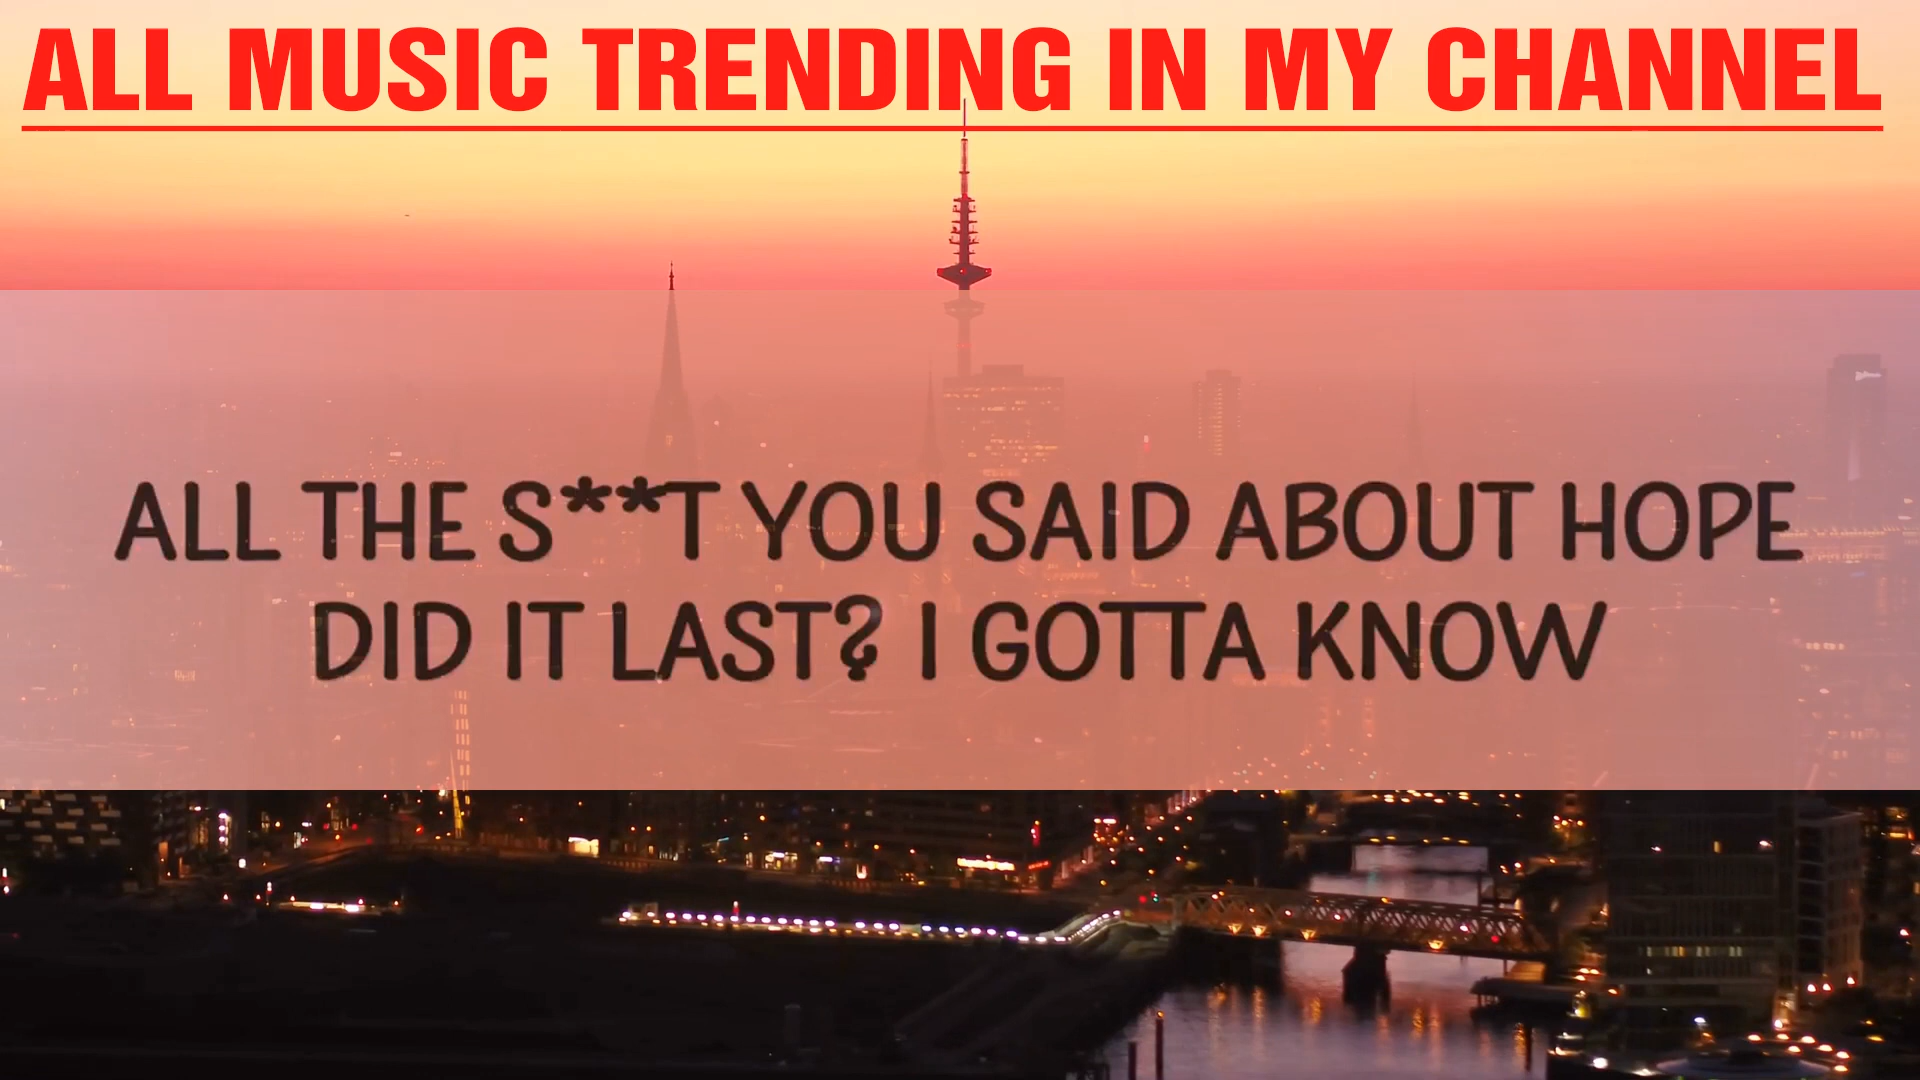 ALL MUSIC TRENDING IN MY CHANNEL
ALL THE S**T YOU SAID ABOUT HOPE
DID IT LAST? I GOTTA KNOW